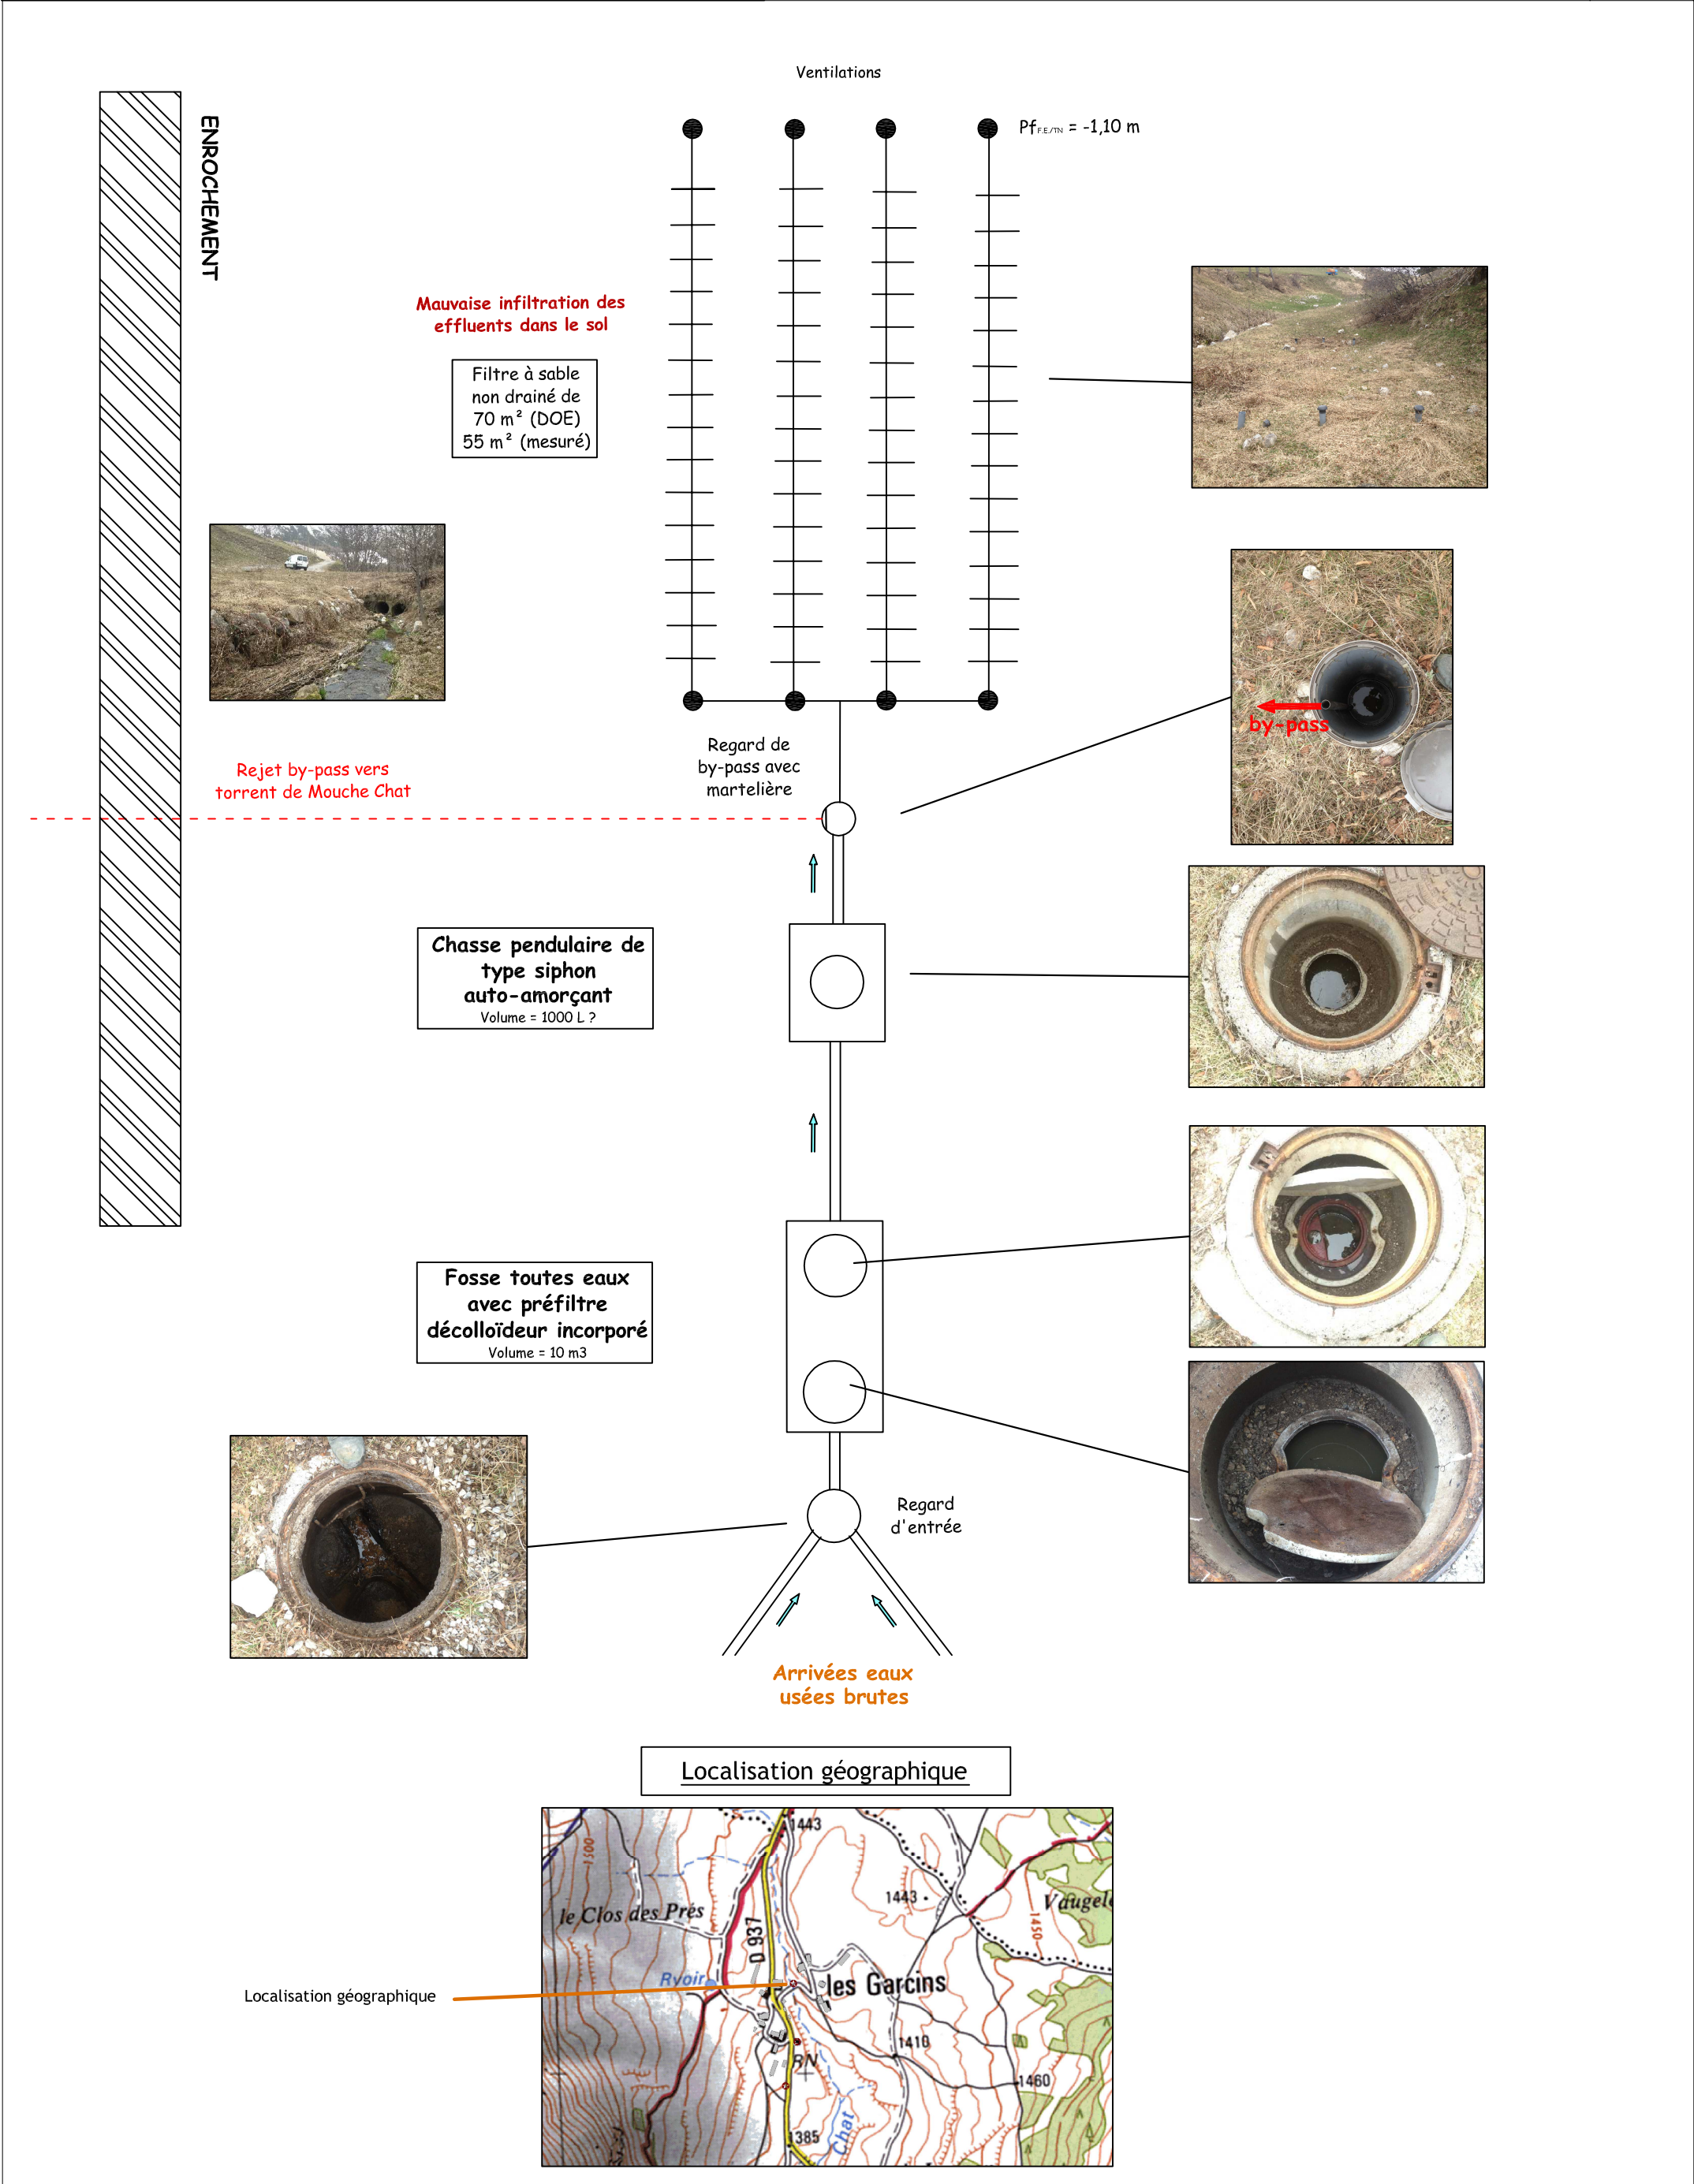 Ventilations
Pf F.E./TN = -1,10 m
ENROCHEMENT
Mauvaise infiltration des
effluents dans le sol
Filtre à sable
non drainé de
70 m² (DOE)
55 m² (mesuré)
Regard de
by-pass avec
martelière
by-pass
Rejet by-pass vers
torrent de Mouche Chat
Chasse pendulaire de
type siphon
auto-amorçant
Volume = 1000 L ?
Fosse toutes eaux
avec préfiltre
décolloïdeur incorporé
Volume = 10 m3
Regard
d'entrée
Arrivées eaux
usées brutes
Localisation géographique
1443
1500
le Clos des Prés
1443
Vaugel
1450
D 937
Rvoir
les Garcins
Localisation géographique
1410
RN
1460
Chat
1385